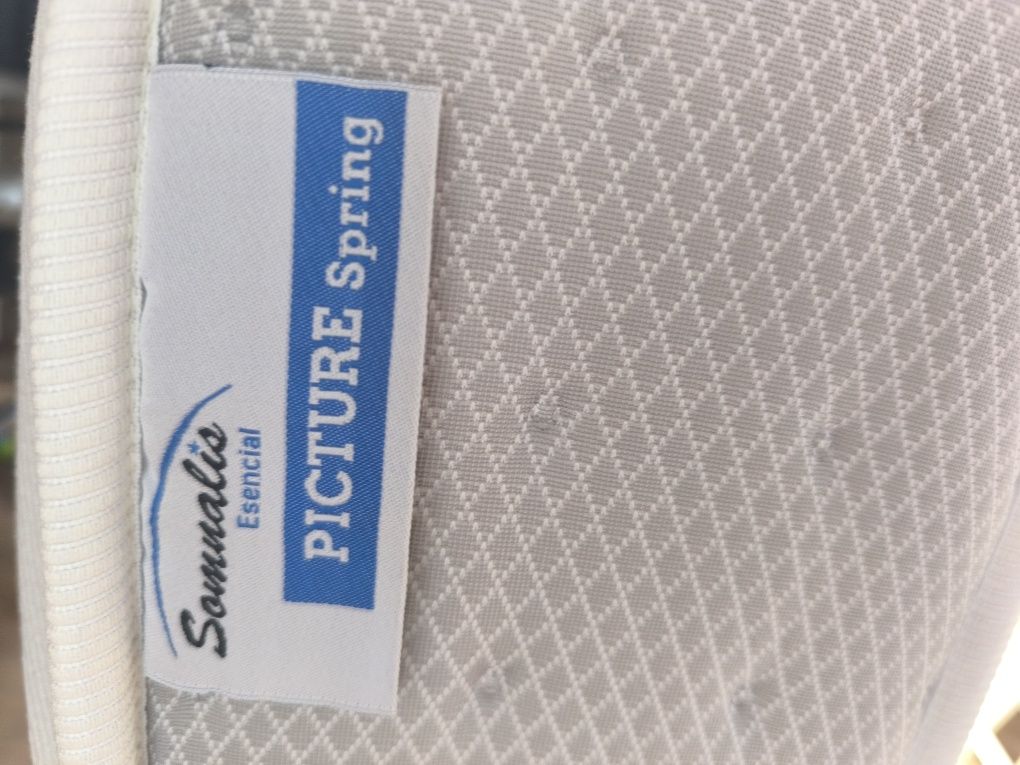 Somnalis
Esencial
PICTURE Spring